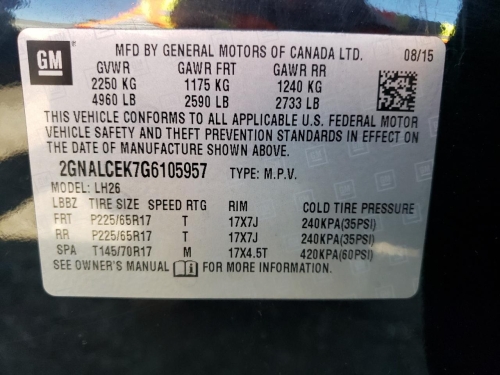 GM
MFD BY GENERAL MOTORS OF CANADA LTD. 08/15
GVWR GAWR FRT GAWR RR
2250 KG 1175 KG 1240 KG
4960 LB 2590 LB 2733 LB
THIS VEHICLE CONFORMS TO ALL APPLICABLE U.S. FEDERAL MOTOR
VEHICLE SAFETY AND THEFT PREVENTION STANDARDS IN EFFECT ON
THE DATE OF MANUFACTURE SHOWN ABOVE.
2GNALCEK7G6105957 TYPE: M.P.V.
MODEL: LH26
LBBZ TIRE SIZE SPEED RTG RIM COLD TIRE PRESSURE
FRT P225/65R17 T 17X7J 240KPA(35PSI)
RR P225/65R17 T 17X7J 240KPA(35PSI)
SPA T145/70R17 M 17X4.5T 420KPA(60PSI)
SEE OWNER'S MANUAL FOR MORE INFORMATION